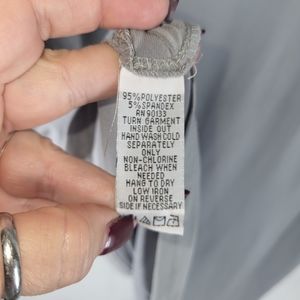 95% POLYESTER
5% SPANDEX
RN 90133
TURN GARMENT
INSIDE OUT
HAND WASH COLD
SEPARATELY
ONLY
NON-CHLORINE
BLEACH WHEN
NEEDED
HANG TO DRY
LOW IRON
ON REVERSE
SIDE IF NECESSARY